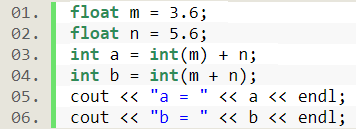 01. float m = 3.6;
02. float n = 5.6;
03. int a = int(m) + n;
04. int b = int(m + n);
05. cout << "a = " << a << endl;
06. cout << "b = " << b << endl;